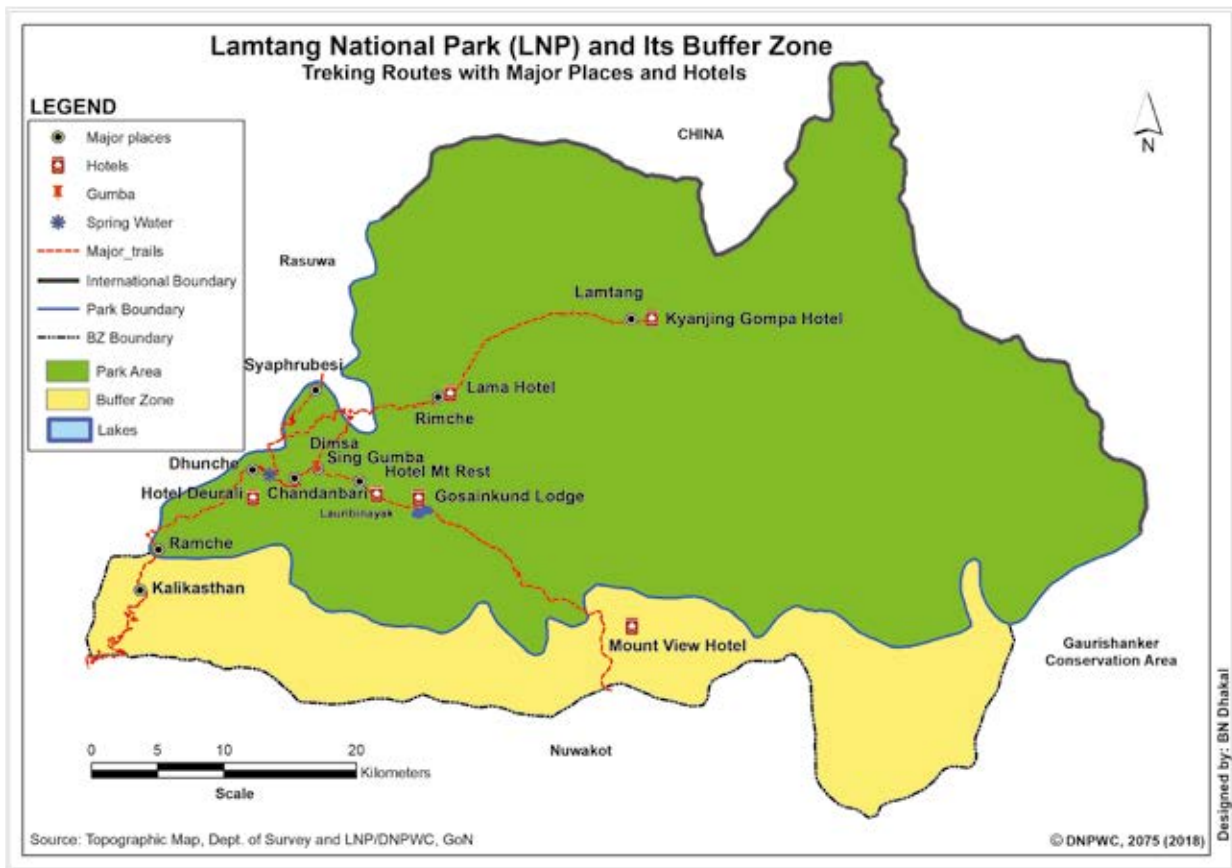 Lamtang National Park (LNP) and Its Buffer Zone
Treking Routes with Major Places and Hotels
LEGEND
Major places
Hotels
Gumba
Spring Water
Major_trails
International Boundary
Park Boundary
BZ Boundary
Park Area
Buffer Zone
Lakes
CHINA
N
Rasuwa
Lamtang
Kyanjing Gompa Hotel
Syaphrubesi
Lama Hotel
Rimche
Dimsa
Sing Gumba
Dhunche
Hotel Mt Rest
Hotel Deurali
Chandanbari
Gosainkund Lodge
Lauribinayak
Ramche
Kalikasthan
Mount View Hotel
Gaurishanker
Conservation Area
Nuwakot
0 5 10 20
Kilometers
Scale
Source: Topographic Map, Dept. of Survey and LNP/DNPWC, GoN
© DNPWC, 2075 (2018)
Designed by: BN Dhakal